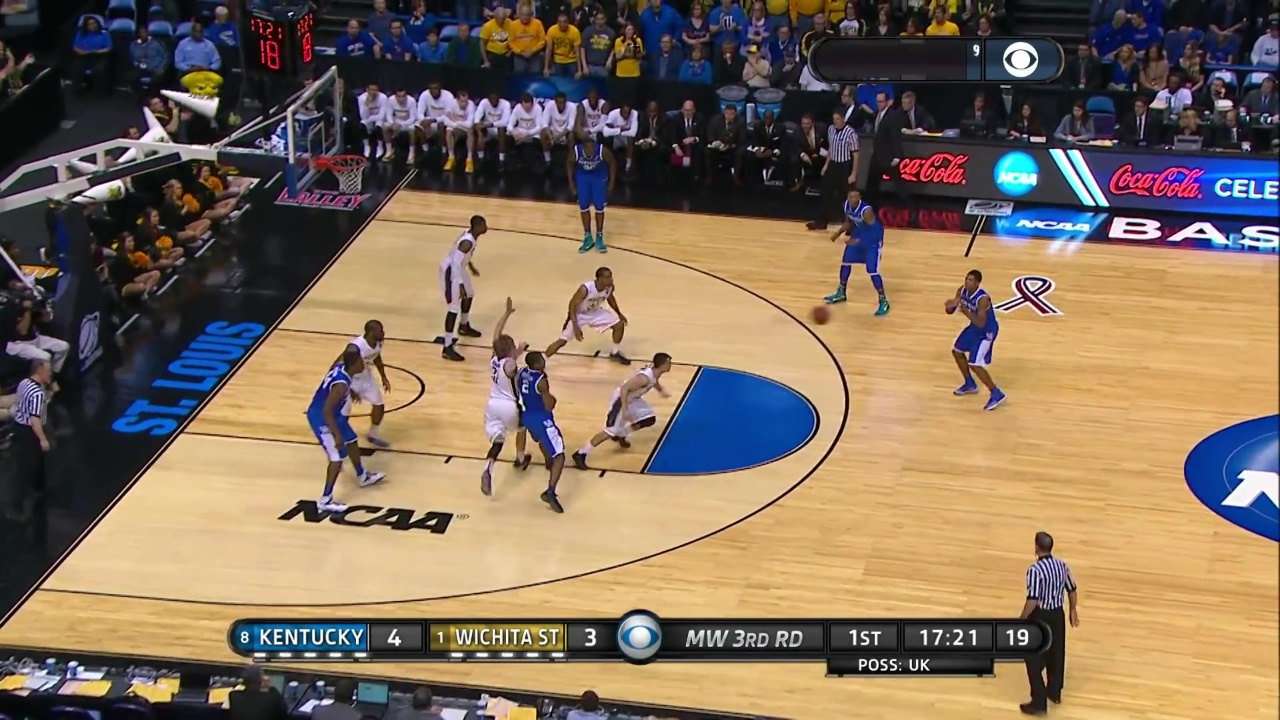 17:21
18
9
Coca-Cola
NCAA
Coca-Cola
CELE
NCAA
BAS
VALLEY
ST. LOUIS
NCAA®
8 KENTUCKY 4 1 WICHITA ST 3 MW 3RD RD 1ST 17:21 19
POSS: UK